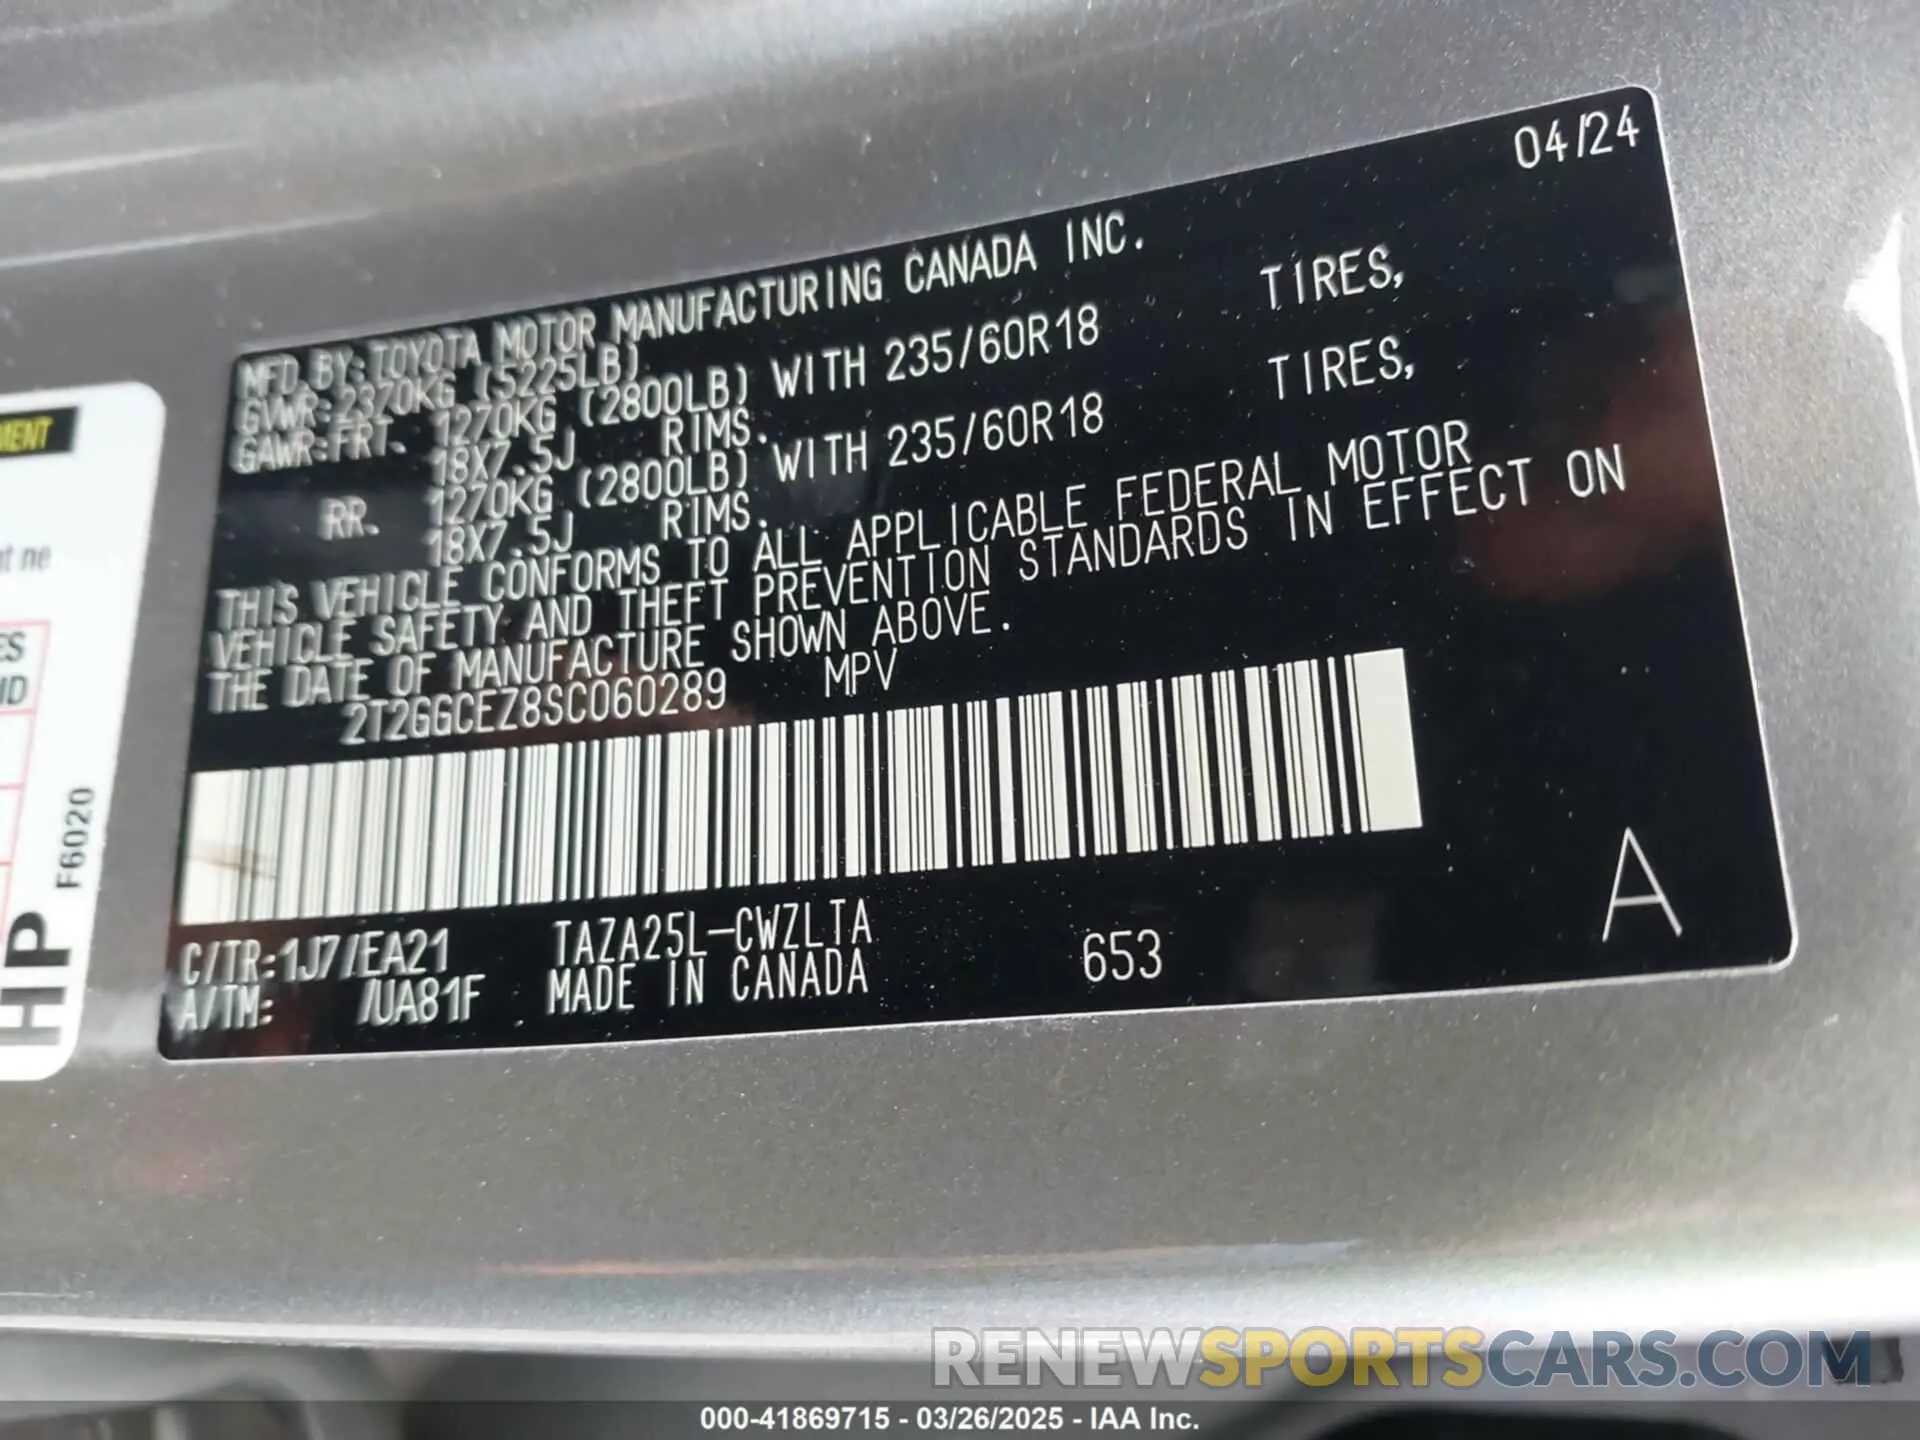 04/24
MFD.BY:TOYOTA MOTOR MANUFACTURING CANADA INC.
GVWR:2370KG (5225LB)
GAWR:FRT. 1270KG (2800LB) WITH 235/60R18 TIRES,
18X7.5J RIMS.
RR. 1270KG (2800LB) WITH 235/60R18 TIRES,
18X7.5J RIMS.
THIS VEHICLE CONFORMS TO ALL APPLICABLE FEDERAL MOTOR
VEHICLE SAFETY AND THEFT PREVENTION STANDARDS IN EFFECT ON
THE DATE OF MANUFACTURE SHOWN ABOVE.
2T2GGCEZ8SC060289 MPV
C/TR:1J7/EA21 TAZA25L-CWZLTA
A/TM: /UA81F MADE IN CANADA 653
A
ne
F6020
HP
RENEWSPORTSCARS.COM
000-41869715 - 03/26/2025 - IAA Inc.